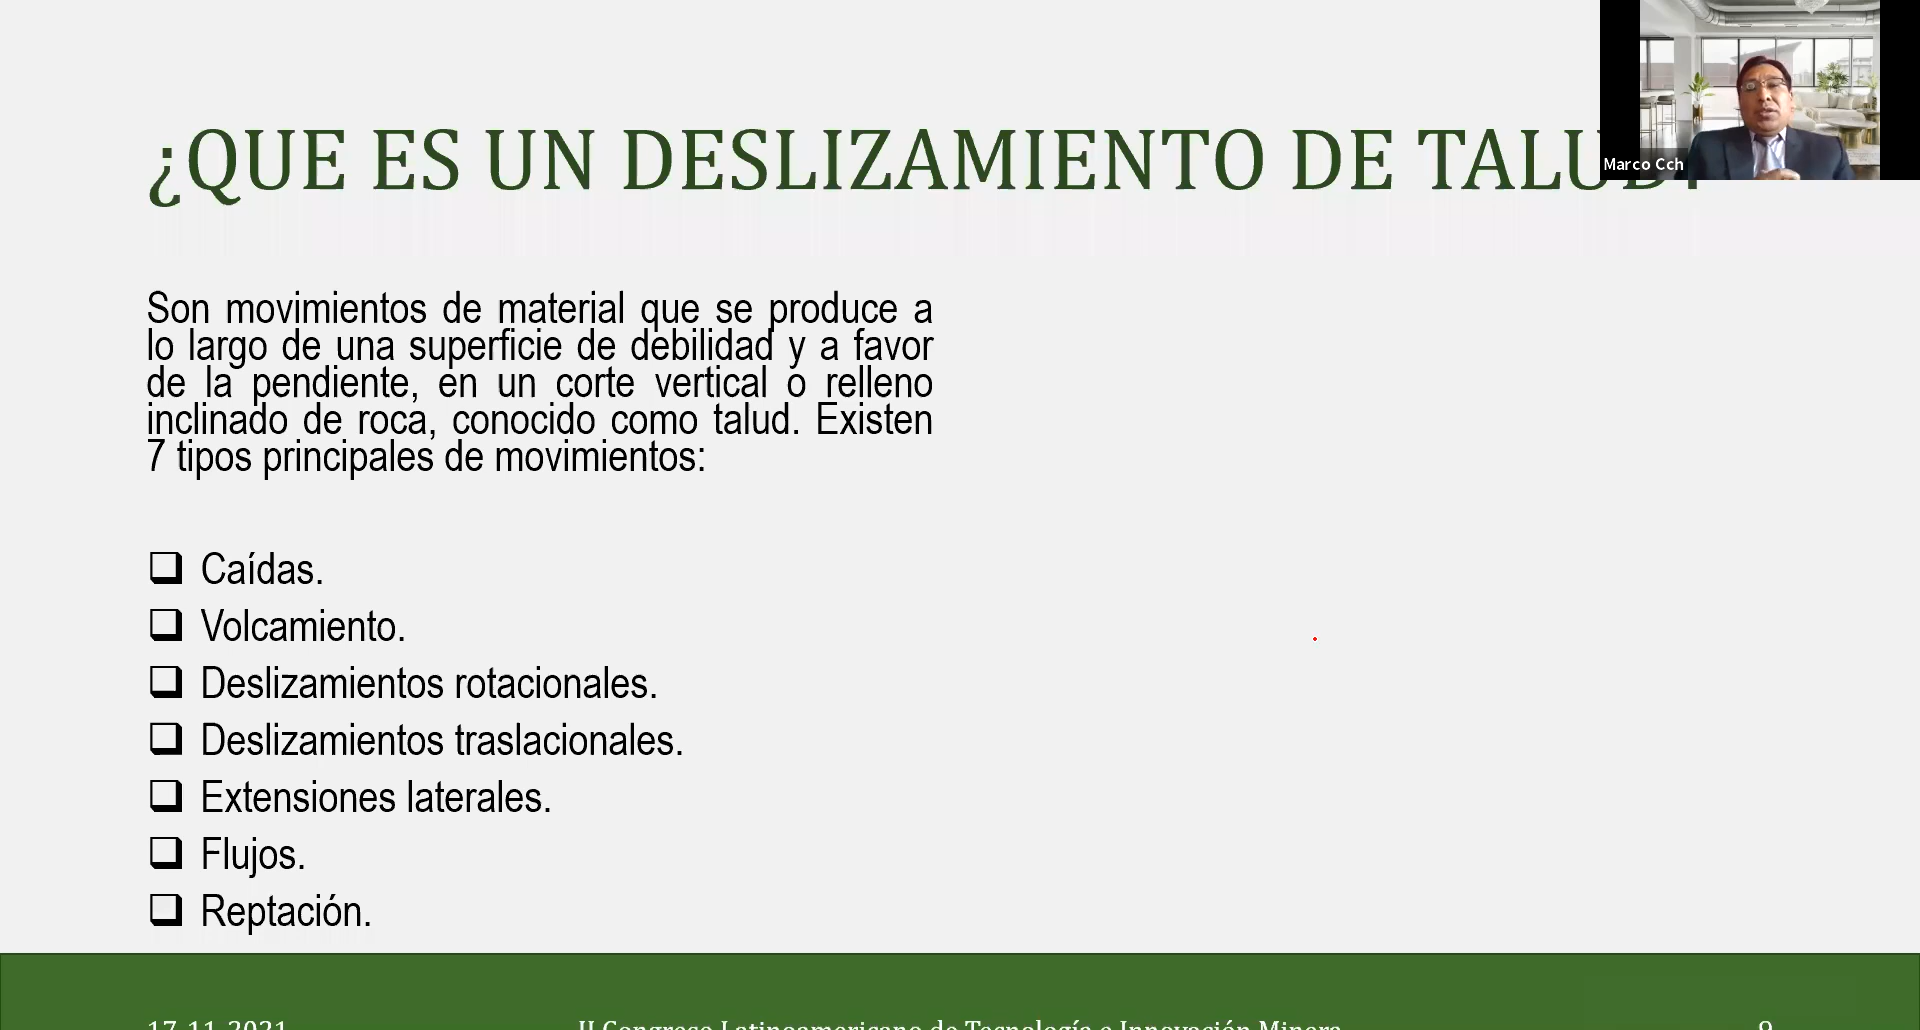 ¿QUE ES UN DESLIZAMIENTO DE TALUD?
Marco Cch
Son movimientos de material que se produce a
lo largo de una superficie de debilidad y a favor
de la pendiente, en un corte vertical o relleno
inclinado de roca, conocido como talud. Existen
7 tipos principales de movimientos:
❑ Caídas.
❑ Volcamiento.
❑ Deslizamientos rotacionales.
❑ Deslizamientos traslacionales.
❑ Extensiones laterales.
❑ Flujos.
❑ Reptación.
17-11-2021 II Congreso Latinoamericano de Tecnología e Innovación Minera 9